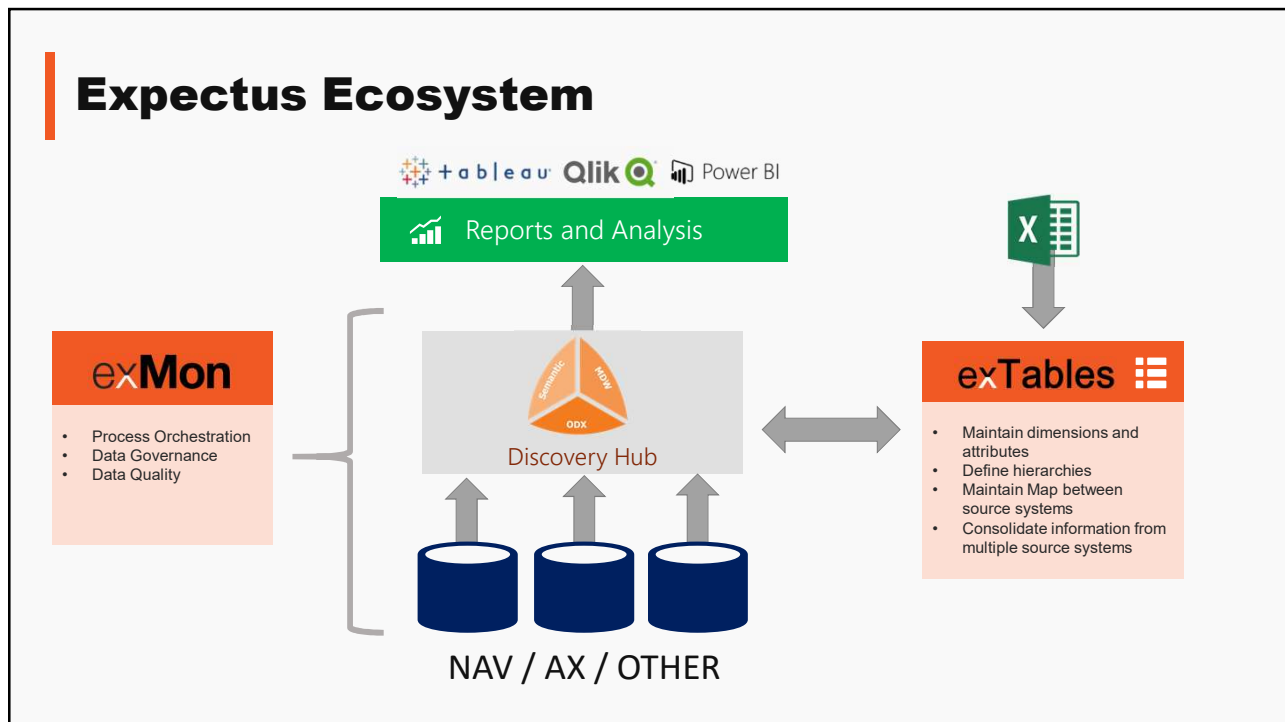 Expectus Ecosystem
+ a b l e a u Qlik Power BI
Reports and Analysis
X
exMon
• Process Orchestration
• Data Governance
• Data Quality
Semantic
MDW
ODX
Discovery Hub
exTables
• Maintain dimensions and
attributes
• Define hierarchies
• Maintain Map between
source systems
• Consolidate information from
multiple source systems
NAV / AX / OTHER